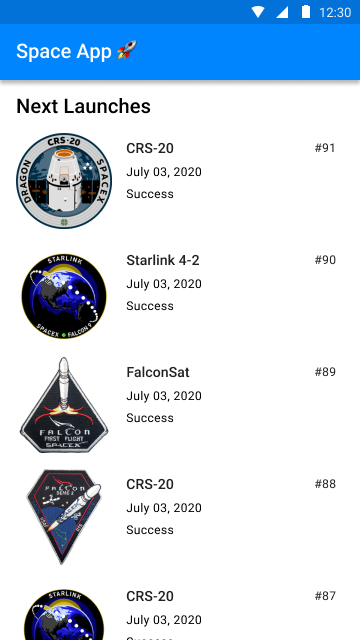 12:30
Space App 🚀
Next Launches
CRS-20
DRAGON
SPACEX
CRS-20
#91
July 03, 2020
Success
STARLINK
SPACEX FALCON 9
Starlink 4-2
#90
July 03, 2020
Success
FALCON
FIRST FLIGHT
SPACEX
FalconSat
#89
July 03, 2020
Success
FALCON
DEMO 2
CRS-20
#88
July 03, 2020
Success
STARLINK
CRS-20
#87
July 03, 2020
Success